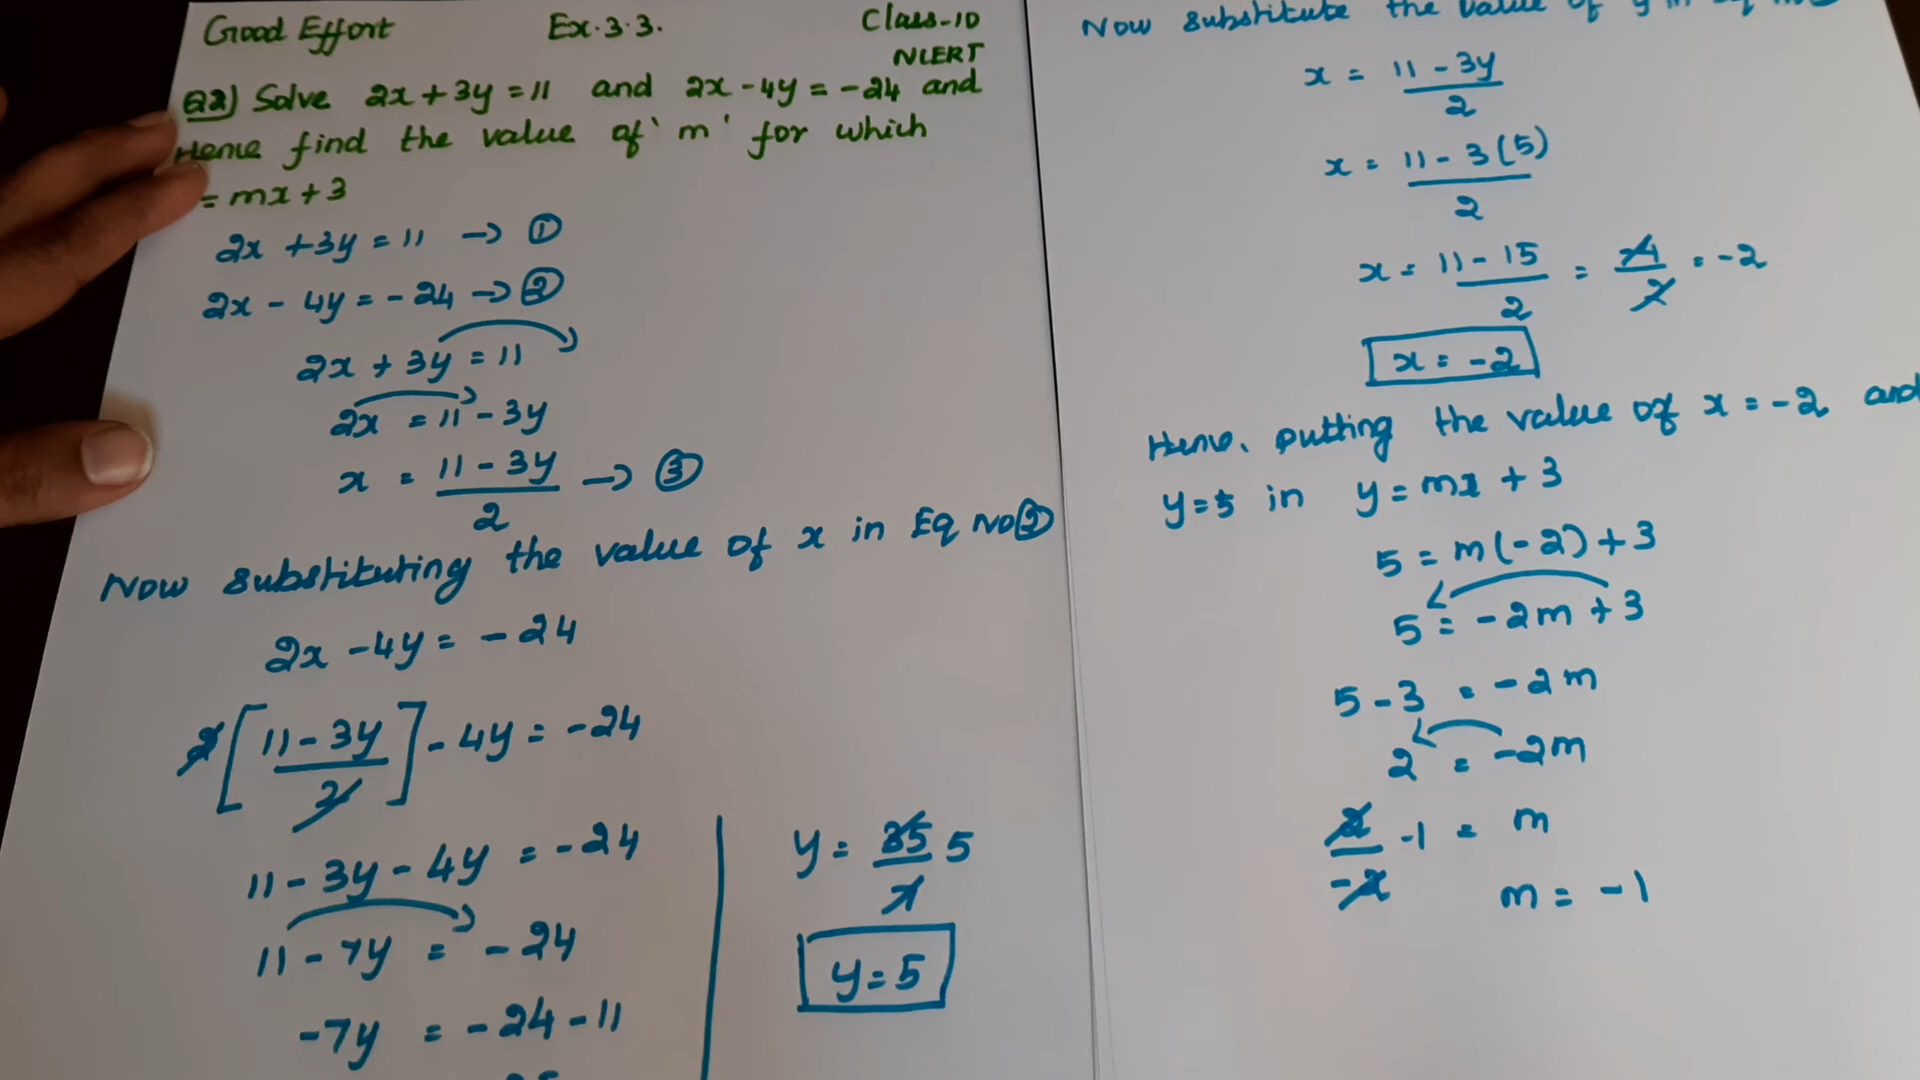 Good Effort Ex.3.3. Class-10
NCERT
Q2) Solve 2x + 3y = 11 and 2x - 4y = -24 and
Hence find the value of 'm' for which
= mx + 3
2x + 3y = 11 -> ①
2x - 4y = -24 -> ②
2x + 3y = 11
2x = 11 - 3y
x = 11 - 3y / 2 -> ③
Now substituting the value of x in Eq No ②
2x - 4y = -24
2[11 - 3y / 2] - 4y = -24
11 - 3y - 4y = -24
11 - 7y = -24
-7y = -24 - 11
y = 35 / 7 5
y = 5
Now substitute the value of y in
x = 11 - 3y / 2
x = 11 - 3(5) / 2
x = 11 - 15 / 2 = -4 / 2 = -2
x = -2
Hence, putting the value of x = -2 and
y = 5 in y = mx + 3
5 = m(-2) + 3
5 = -2m + 3
5 - 3 = -2m
2 = -2m
2 / -2 -1 = m
m = -1